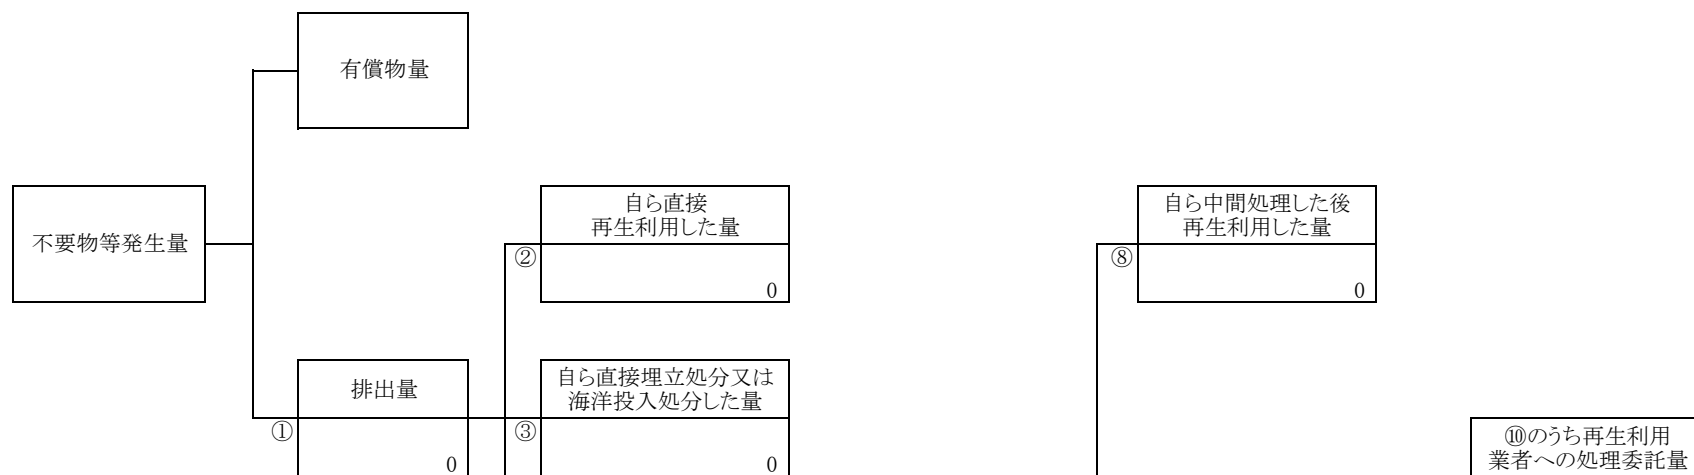 有償物量
不要物等発生量
自ら直接
再生利用した量
②
0
自ら中間処理した後
再生利用した量
⑧
0
排出量
①
0
自ら直接埋立処分又は
海洋投入処分した量
③
0
⑩のうち再生利用
業者への処理委託量